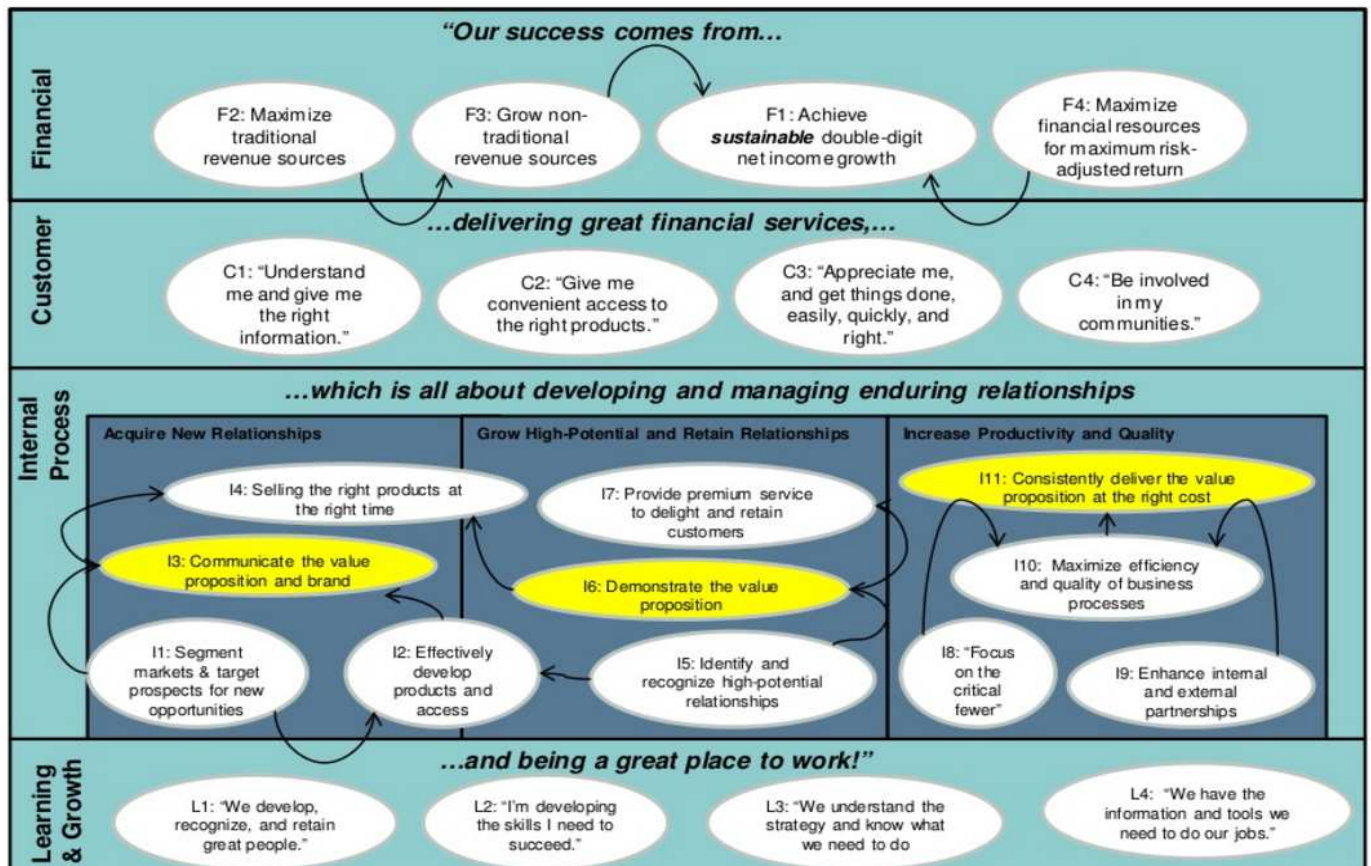 “Our success comes from...
Financial
F2: Maximize
traditional
revenue sources
F3: Grow non-
traditional
revenue sources
F1: Achieve
sustainable double-digit
net income growth
F4: Maximize
financial resources
for maximum risk-
adjusted return
...delivering great financial services,...
Customer
C1: “Understand
me and give me
the right
information.”
C2: “Give me
convenient access to
the right products.”
C3: “Appreciate me,
and get things done,
easily, quickly, and
right.”
C4: “Be involved
in my
communities.”
...which is all about developing and managing enduring relationships
Internal
Process
Acquire New Relationships
I4: Selling the right products at
the right time
I3: Communicate the value
proposition and brand
I1: Segment
markets & target
prospects for new
opportunities
I2: Effectively
develop
products and
access
Grow High-Potential and Retain Relationships
I7: Provide premium service
to delight and retain
customers
I6: Demonstrate the value
proposition
I5: Identify and
recognize high-potential
relationships
Increase Productivity and Quality
I11: Consistently deliver the value
proposition at the right cost
I10: Maximize efficiency
and quality of business
processes
I8: “Focus
on the
critical
fewer”
I9: Enhance internal
and external
partnerships
...and being a great place to work!”
Learning
& Growth
L1: “We develop,
recognize, and retain
great people.”
L2: “I'm developing
the skills I need to
succeed.”
L3: “We understand the
strategy and know what
we need to do
L4: “We have the
information and tools we
need to do our jobs.”